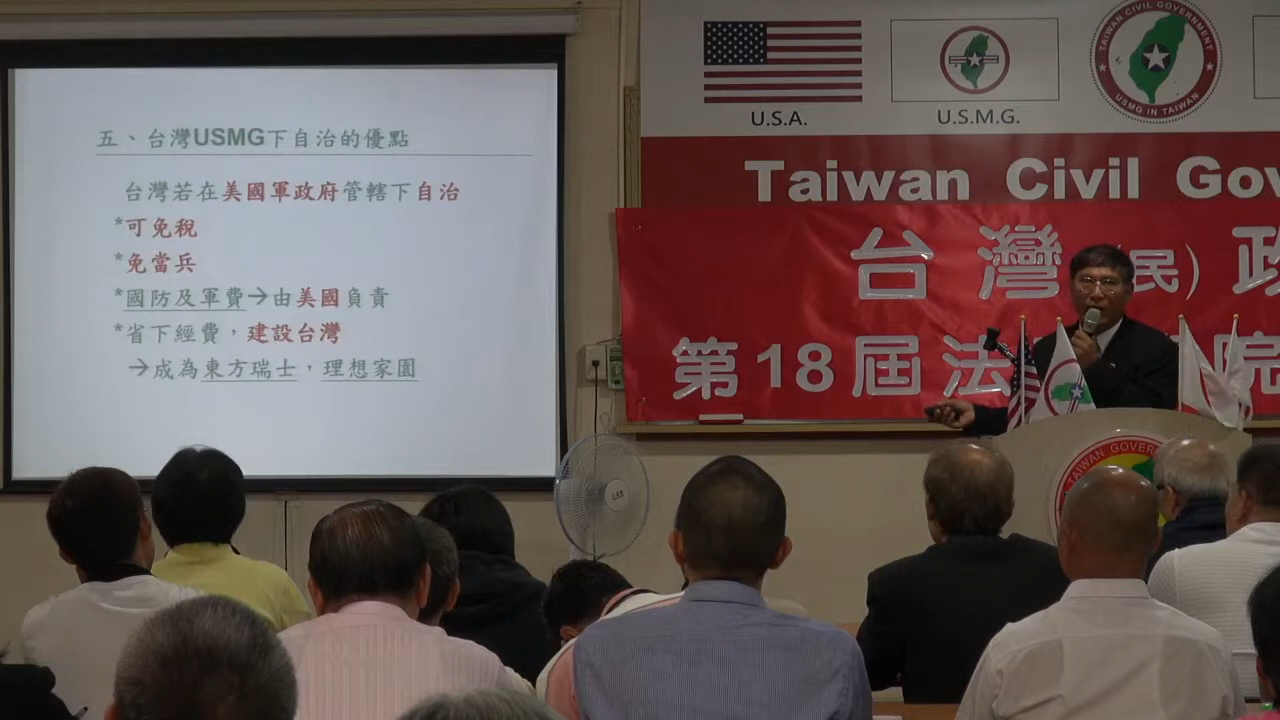 五、台灣USMG下自治的優點
台灣若在美國軍政府管轄下自治
*可免稅
*免當兵
*國防及軍費→由美國負責
*省下經費，建設台灣
→成為東方瑞士，理想家園
U.S.A.
U.S.M.G.
TAIWAN CIVIL GOVERNMENT
USMG IN TAIWAN
Taiwan Civil Gov
台灣(民)政
第18屆法 院
TAIWAN GOVER